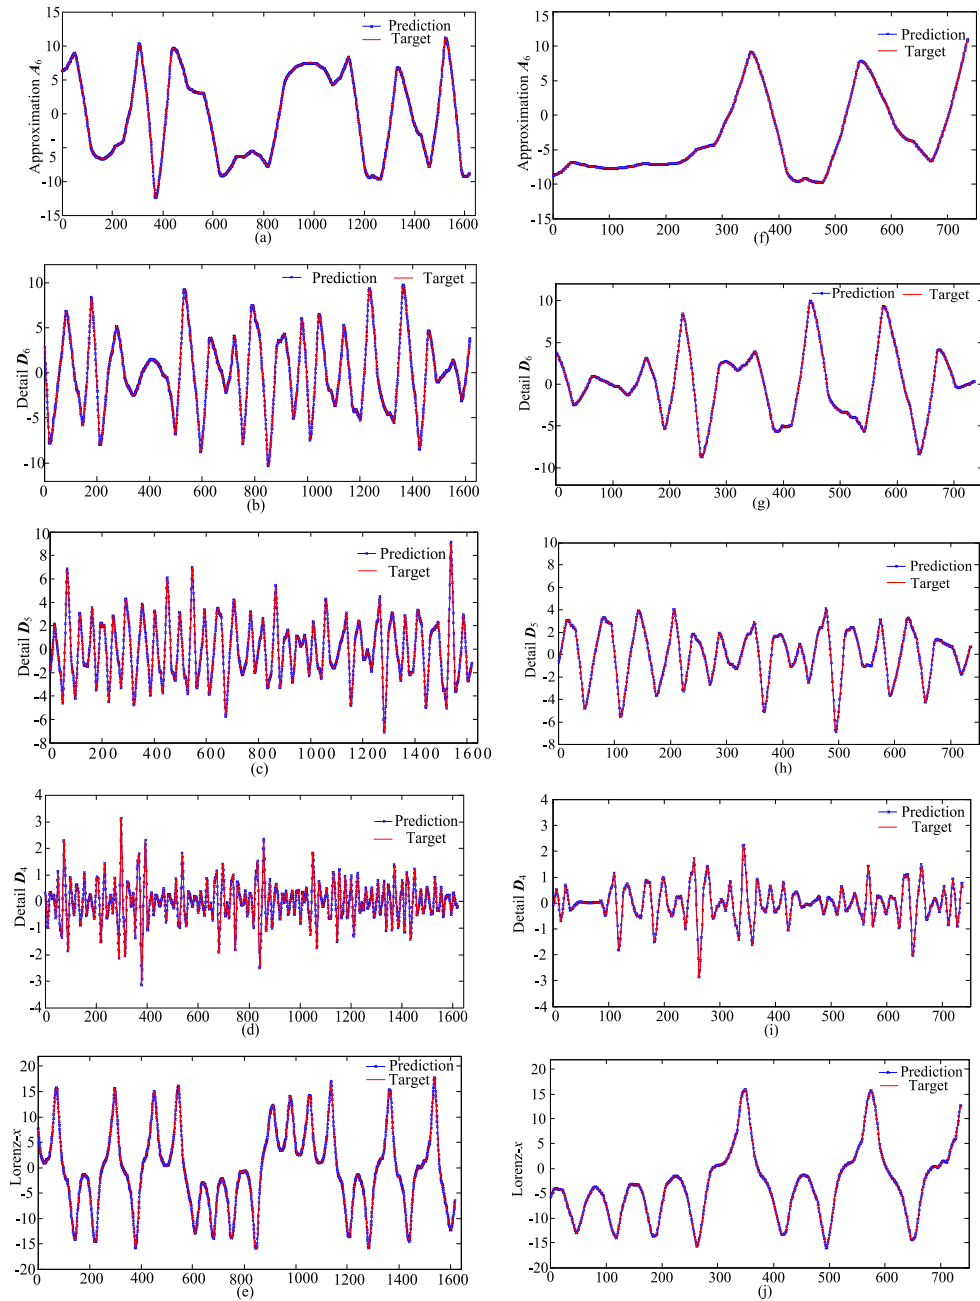 Prediction
Target
Approximation A6
15
10
5
0
-5
-10
-15
0 200 400 600 800 1000 1200 1400 1600
(a)
Prediction
Target
Approximation A6
15
10
5
0
-5
-10
-15
0 100 200 300 400 500 600 700
(f)
Prediction Target
Detail D6
10
5
0
-5
-10
0 200 400 600 800 1000 1200 1400 1600
(b)
Prediction Target
Detail D6
10
5
0
-5
-10
0 100 200 300 400 500 600 700
(g)
Prediction
Target
Detail D5
10
8
6
4
2
0
-2
-4
-6
-8
0 200 400 600 800 1000 1200 1400 1600
(c)
Prediction
Target
Detail D5
10
8
6
4
2
0
-2
-4
-6
-8
0 100 200 300 400 500 600 700
(h)
Prediction
Target
Detail D4
4
3
2
1
0
-1
-2
-3
-4
0 200 400 600 800 1000 1200 1400 1600
(d)
Prediction
Target
Detail D4
4
3
2
1
0
-1
-2
-3
-4
0 100 200 300 400 500 600 700
(i)
Prediction
Target
Lorenz-x
20
15
10
5
0
-5
-10
-15
-20
0 200 400 600 800 1000 1200 1400 1600
(e)
Prediction
Target
Lorenz-x
20
15
10
5
0
-5
-10
-15
-20
0 100 200 300 400 500 600 700
(j)